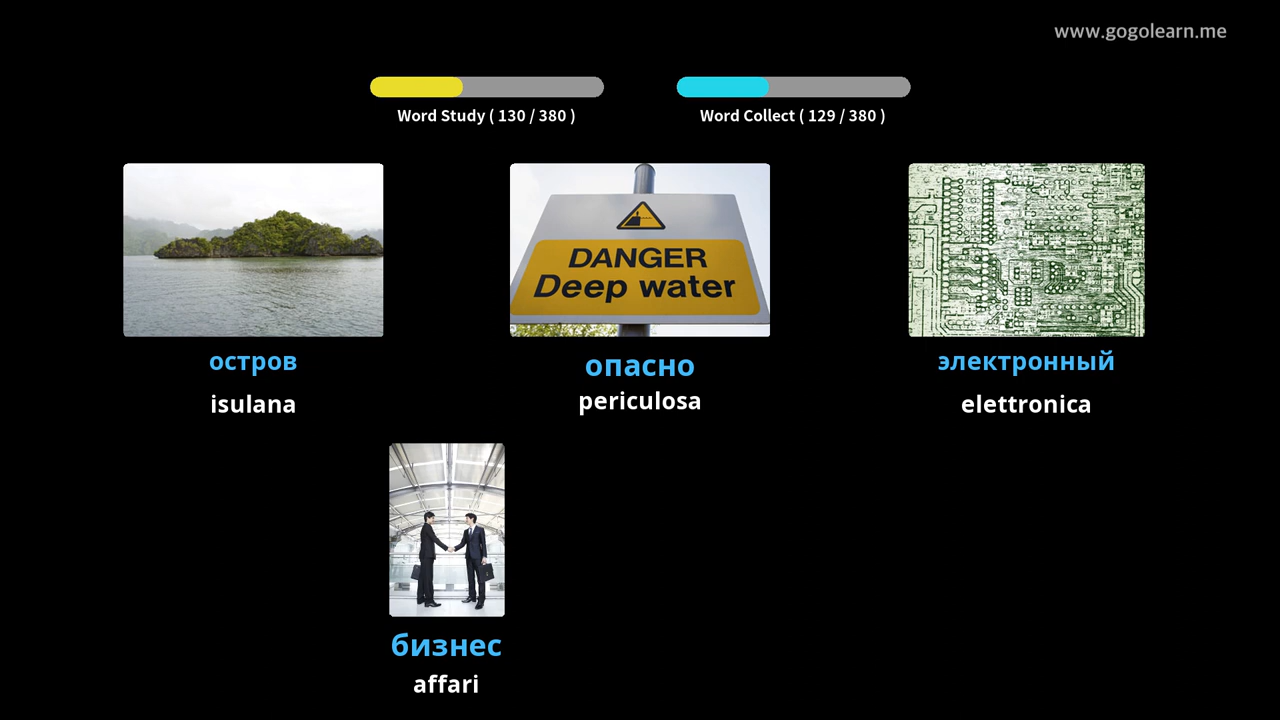 www.gogolearn.me
Word Study ( 130 / 380 )
Word Collect ( 129 / 380 )
DANGER
Deep water
остров
опасно
электронный
isulana
periculosa
elettronica
бизнес
affari